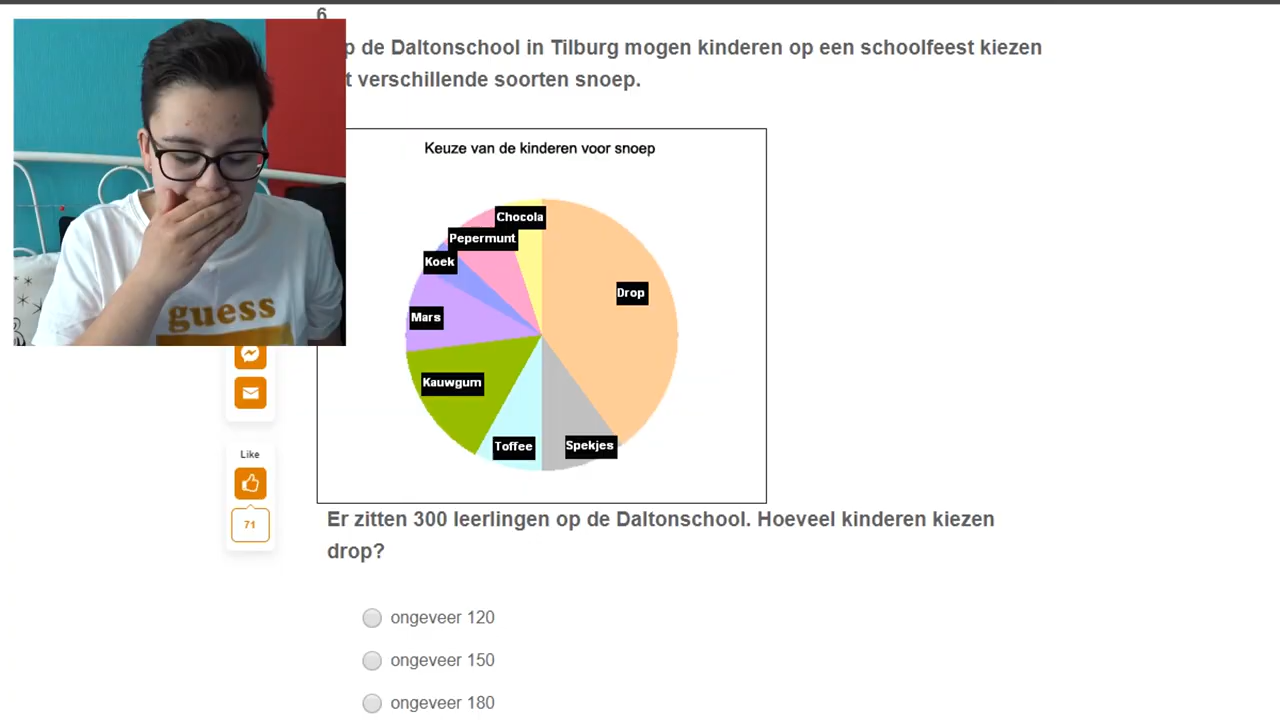 6
p de Daltonschool in Tilburg mogen kinderen op een schoolfeest kiezen
t verschillende soorten snoep.
Keuze van de kinderen voor snoep
Chocola
Pepermunt
Koek
Drop
Mars
Kauwgum
Toffee
Spekjes
guess
Like
71
Er zitten 300 leerlingen op de Daltonschool. Hoeveel kinderen kiezen
drop?
ongeveer 120
ongeveer 150
ongeveer 180